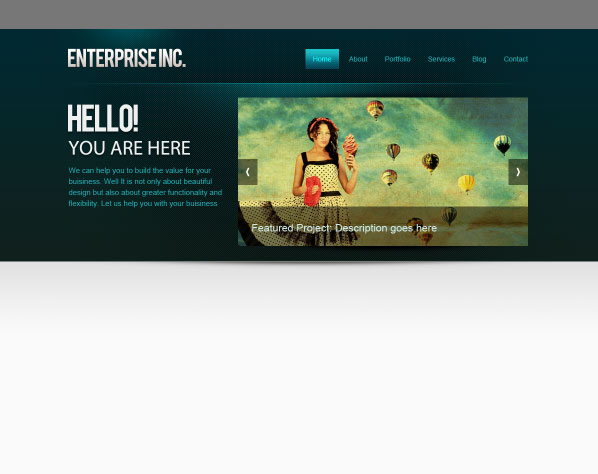 ENTERPRISE INC.
Home About Portfolio Services Blog Contact
HELLO!
YOU ARE HERE
We can help you to build the value for your
buisiness. Well It is not only about beautiful
design but also about greater functionality and
flexibility. Let us help you with your buisiness
Featured Project: Description goes here